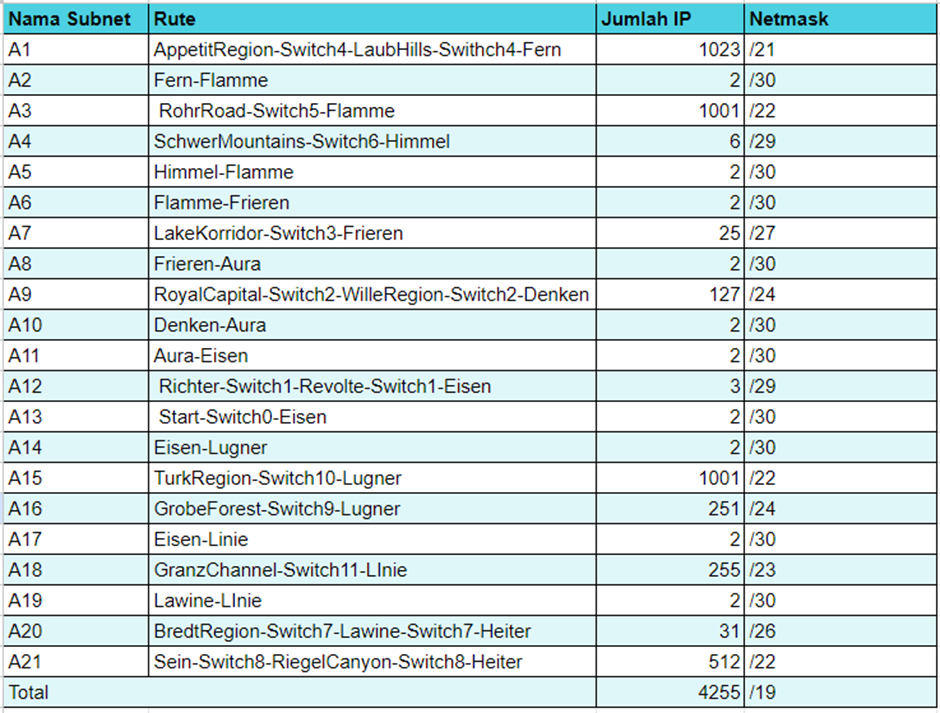 Nama Subnet Rute Jumlah IP Netmask
A1 AppetitRegion-Switch4-LaubHills-Swithch4-Fern 1023 /21
A2 Fern-Flamme 2 /30
A3 RohrRoad-Switch5-Flamme 1001 /22
A4 SchwerMountains-Switch6-Himmel 6 /29
A5 Himmel-Flamme 2 /30
A6 Flamme-Frieren 2 /30
A7 LakeKorridor-Switch3-Frieren 25 /27
A8 Frieren-Aura 2 /30
A9 RoyalCapital-Switch2-WilleRegion-Switch2-Denken 127 /24
A10 Denken-Aura 2 /30
A11 Aura-Eisen 2 /30
A12 Richter-Switch1-Revolte-Switch1-Eisen 3 /29
A13 Start-Switch0-Eisen 2 /30
A14 Eisen-Lugner 2 /30
A15 TurkRegion-Switch10-Lugner 1001 /22
A16 GrobeForest-Switch9-Lugner 251 /24
A17 Eisen-Linie 2 /30
A18 GranzChannel-Switch11-LInie 255 /23
A19 Lawine-LInie 2 /30
A20 BredtRegion-Switch7-Lawine-Switch7-Heiter 31 /26
A21 Sein-Switch8-RiegelCanyon-Switch8-Heiter 512 /22
Total 4255 /19